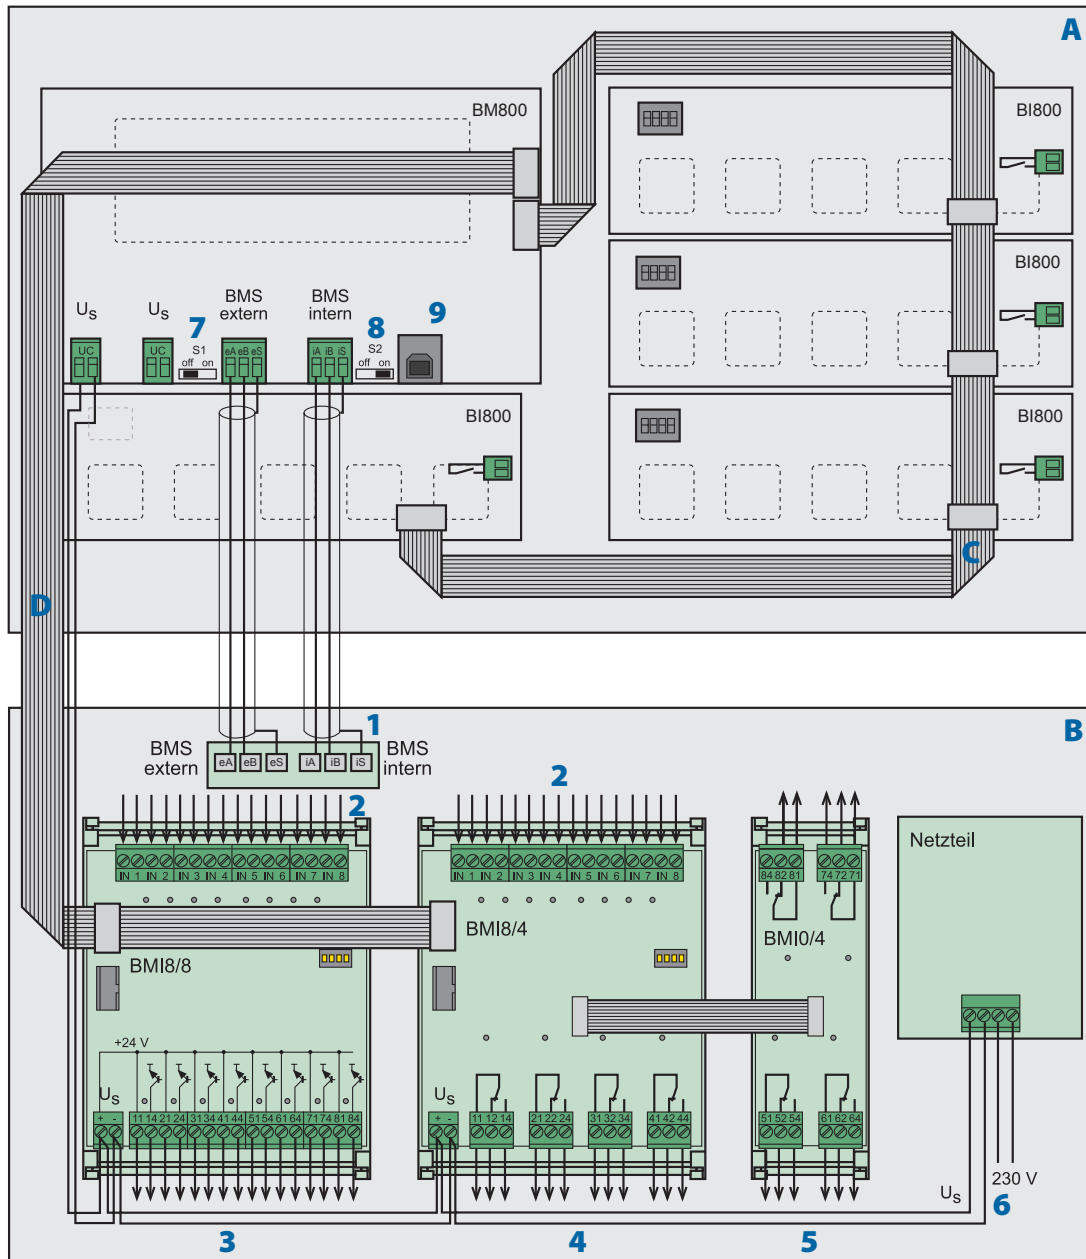 A
BM800
BI800
BI800
BI800
BI800
U_S
U_S
BMS
extern
BMS
intern
7
8
9
UC
UC
S1
off on
eA eB eS
iA iB iS
S2
off on
C
D
B
1
BMS
extern
eA eB eS iA iB iS
BMS
intern
2
2
IN 1 IN 2 IN 3 IN 4 IN 5 IN 6 IN 7 IN 8
IN 1 IN 2 IN 3 IN 4 IN 5 IN 6 IN 7 IN 8
84 82 81
74 72 71
Netzteil
BMI8/8
BMI8/4
BMI0/4
+24 V
U_S
+ -
11 14 21 24 31 34 41 44 51 54 61 64 71 74 81 84
U_S
+ -
11 12 14
21 22 24
31 32 34
41 42 44
51 52 54
61 62 64
U_S
230 V
3
4
5
6